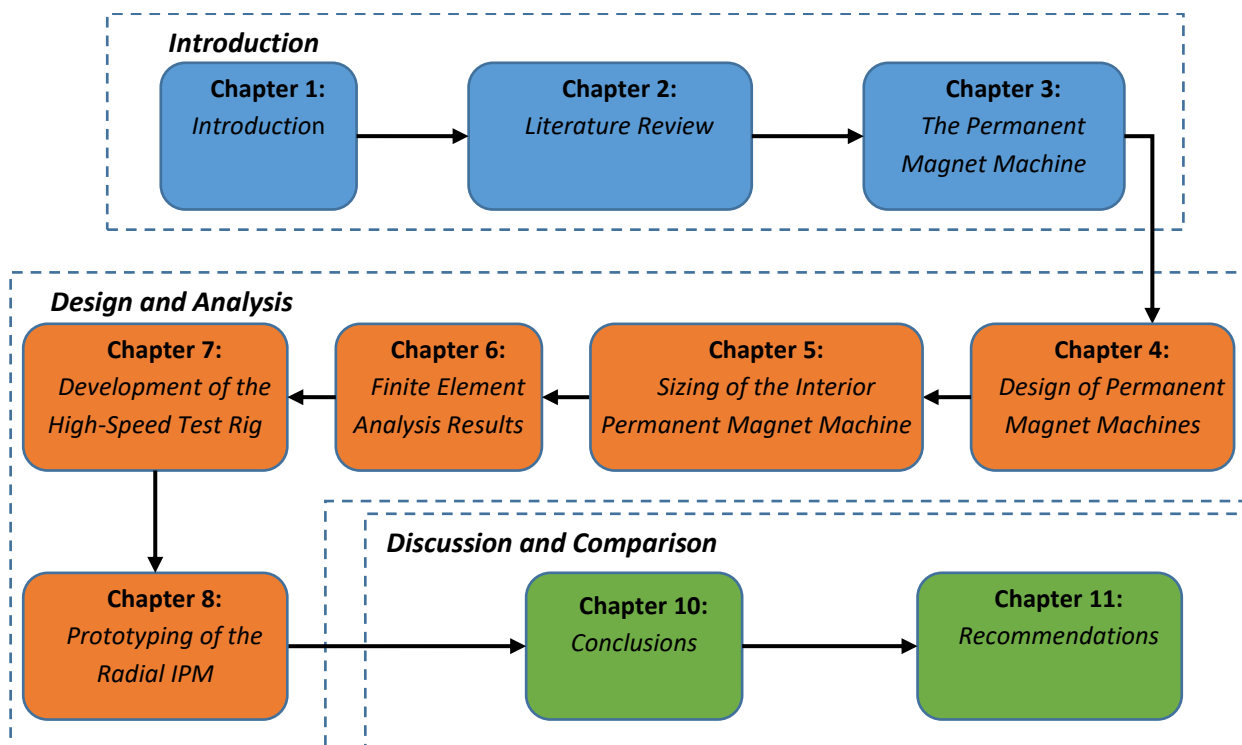 Introduction
Chapter 1:
Introduction
Chapter 2:
Literature Review
Chapter 3:
The Permanent
Magnet Machine
Design and Analysis
Chapter 7:
Development of the
High-Speed Test Rig
Chapter 6:
Finite Element
Analysis Results
Chapter 5:
Sizing of the Interior
Permanent Magnet Machine
Chapter 4:
Design of Permanent
Magnet Machines
Discussion and Comparison
Chapter 8:
Prototyping of the
Radial IPM
Chapter 10:
Conclusions
Chapter 11:
Recommendations